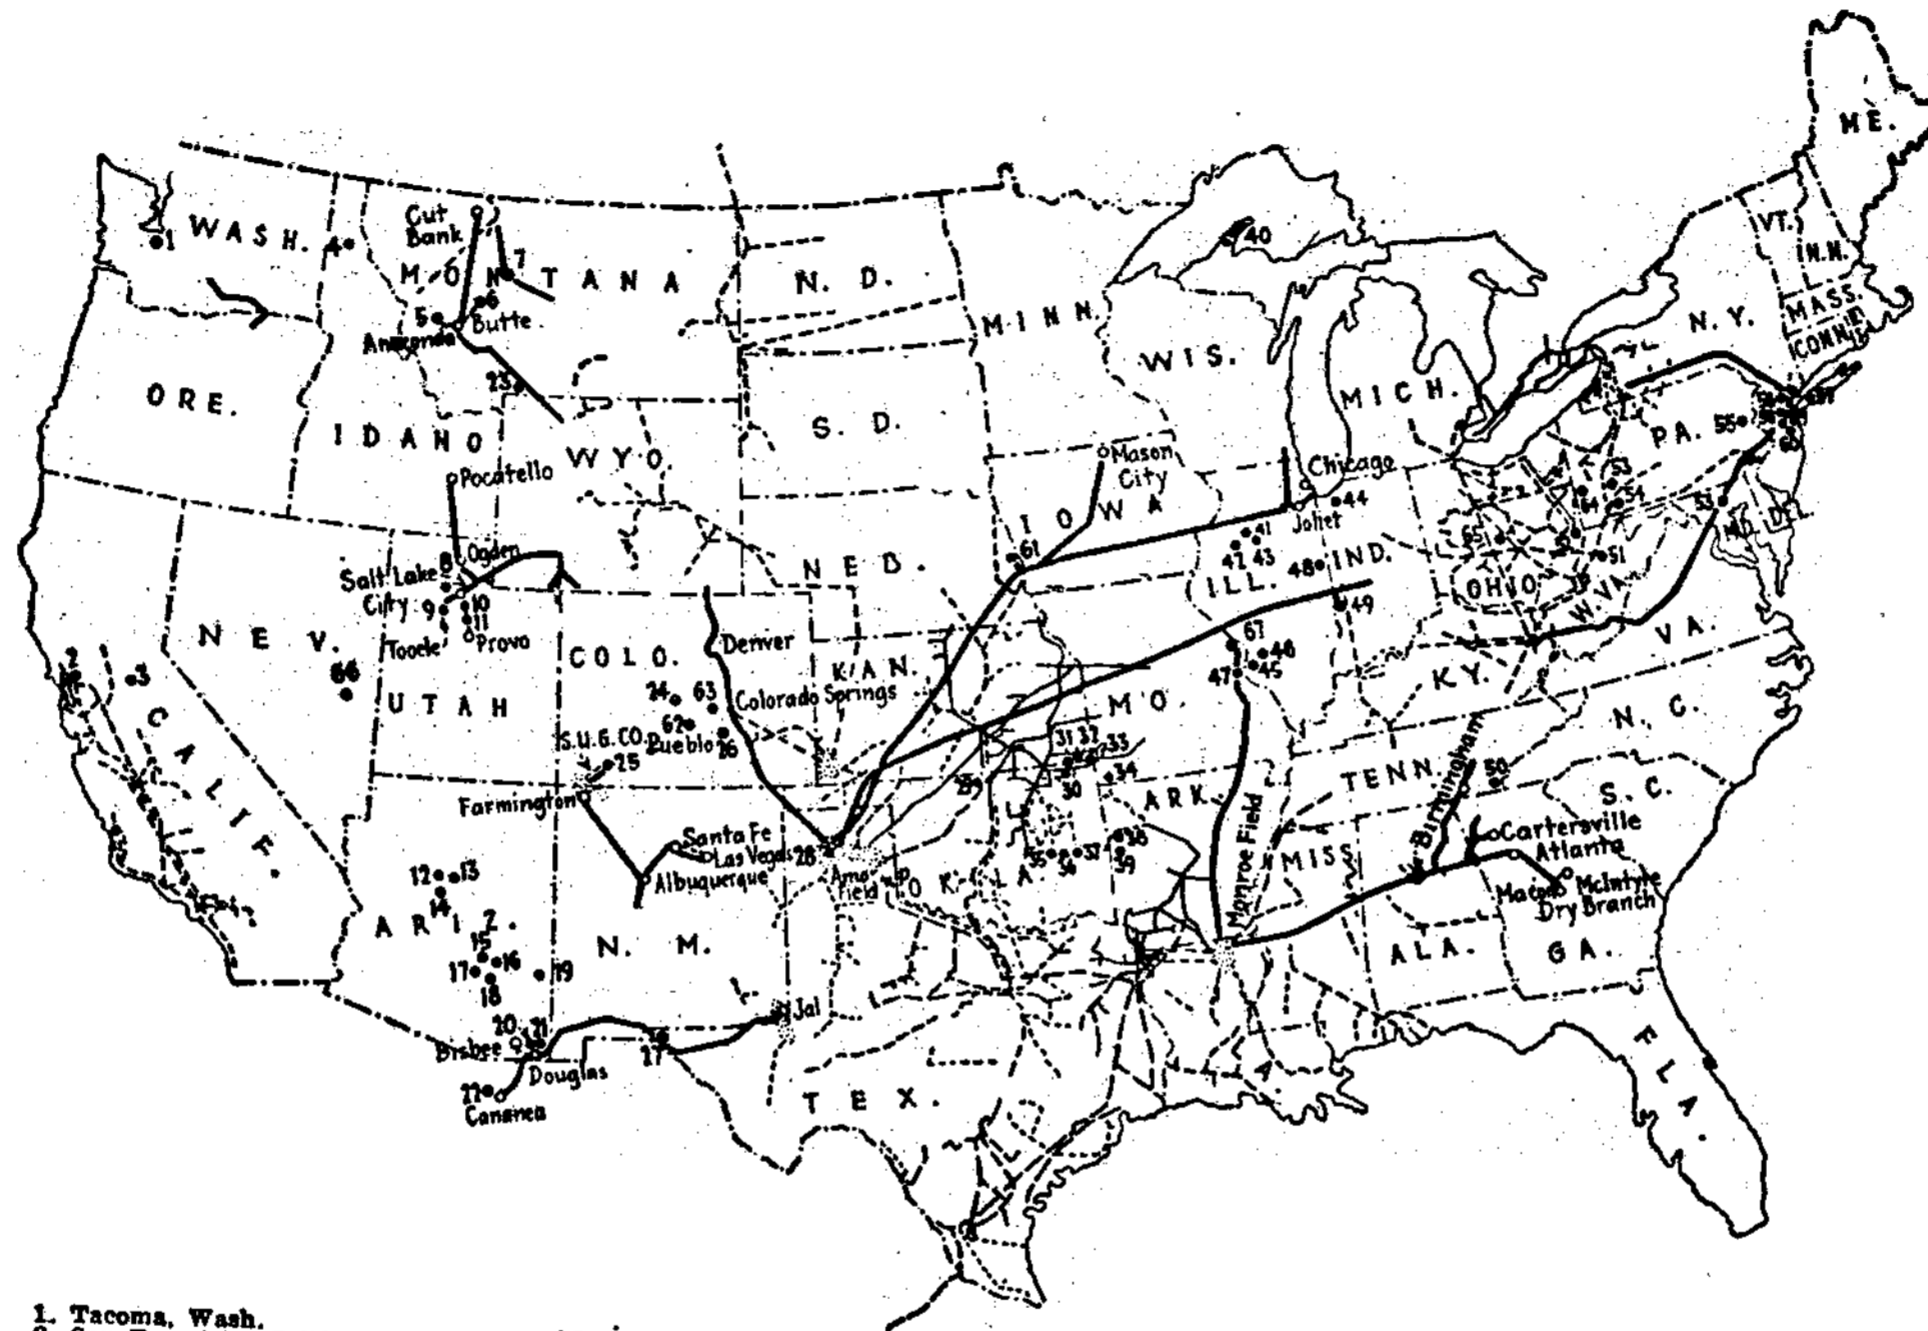 ME.
WASH.
1
4
Cut
Bank
MONTANA
7
6
5
Butte
Anaconda
23
N. D.
MINN.
40
VT.
N.H.
MASS.
CONN.
N.Y.
WIS.
MICH.
ORE.
IDAHO
WYO.
S. D.
PA.
55
Pocatello
Mason
City
Chicago
44
Joliet
IOWA
53
54
64
53
MD.
DEL.
Ogden
8
Salt Lake
City
9
10
11
Provo
Tooele
NEB.
61
41
42
43
ILL.
48
IND.
49
OHIO
65
51
W.VA.
VA.
NEV.
66
2
3
CALIF.
UTAH
COLO.
Denver
24
63
Colorado Springs
62
Pueblo
26
S.U.G.CO.
25
KAN.
MO.
67
46
45
47
KY.
N.C.
31
32
33
34
30
29
Farmington
Santa Fe
Las Vegas
Albuquerque
28
Field
ARK.
TENN.
50
S.C.
Birmingham
Cartersville
Atlanta
Macon
McIntyre
Dry Branch
Monroe Field
MISS.
ALA.
GA.
35
36
37
38
39
OKLA
12
13
14
ARIZ.
15
16
17
18
19
N. M.
Jal
20
21
Bisbee
Douglas
27
22
Cananea
TEX.
LA.
FLA.
1. Tacoma, Wash.